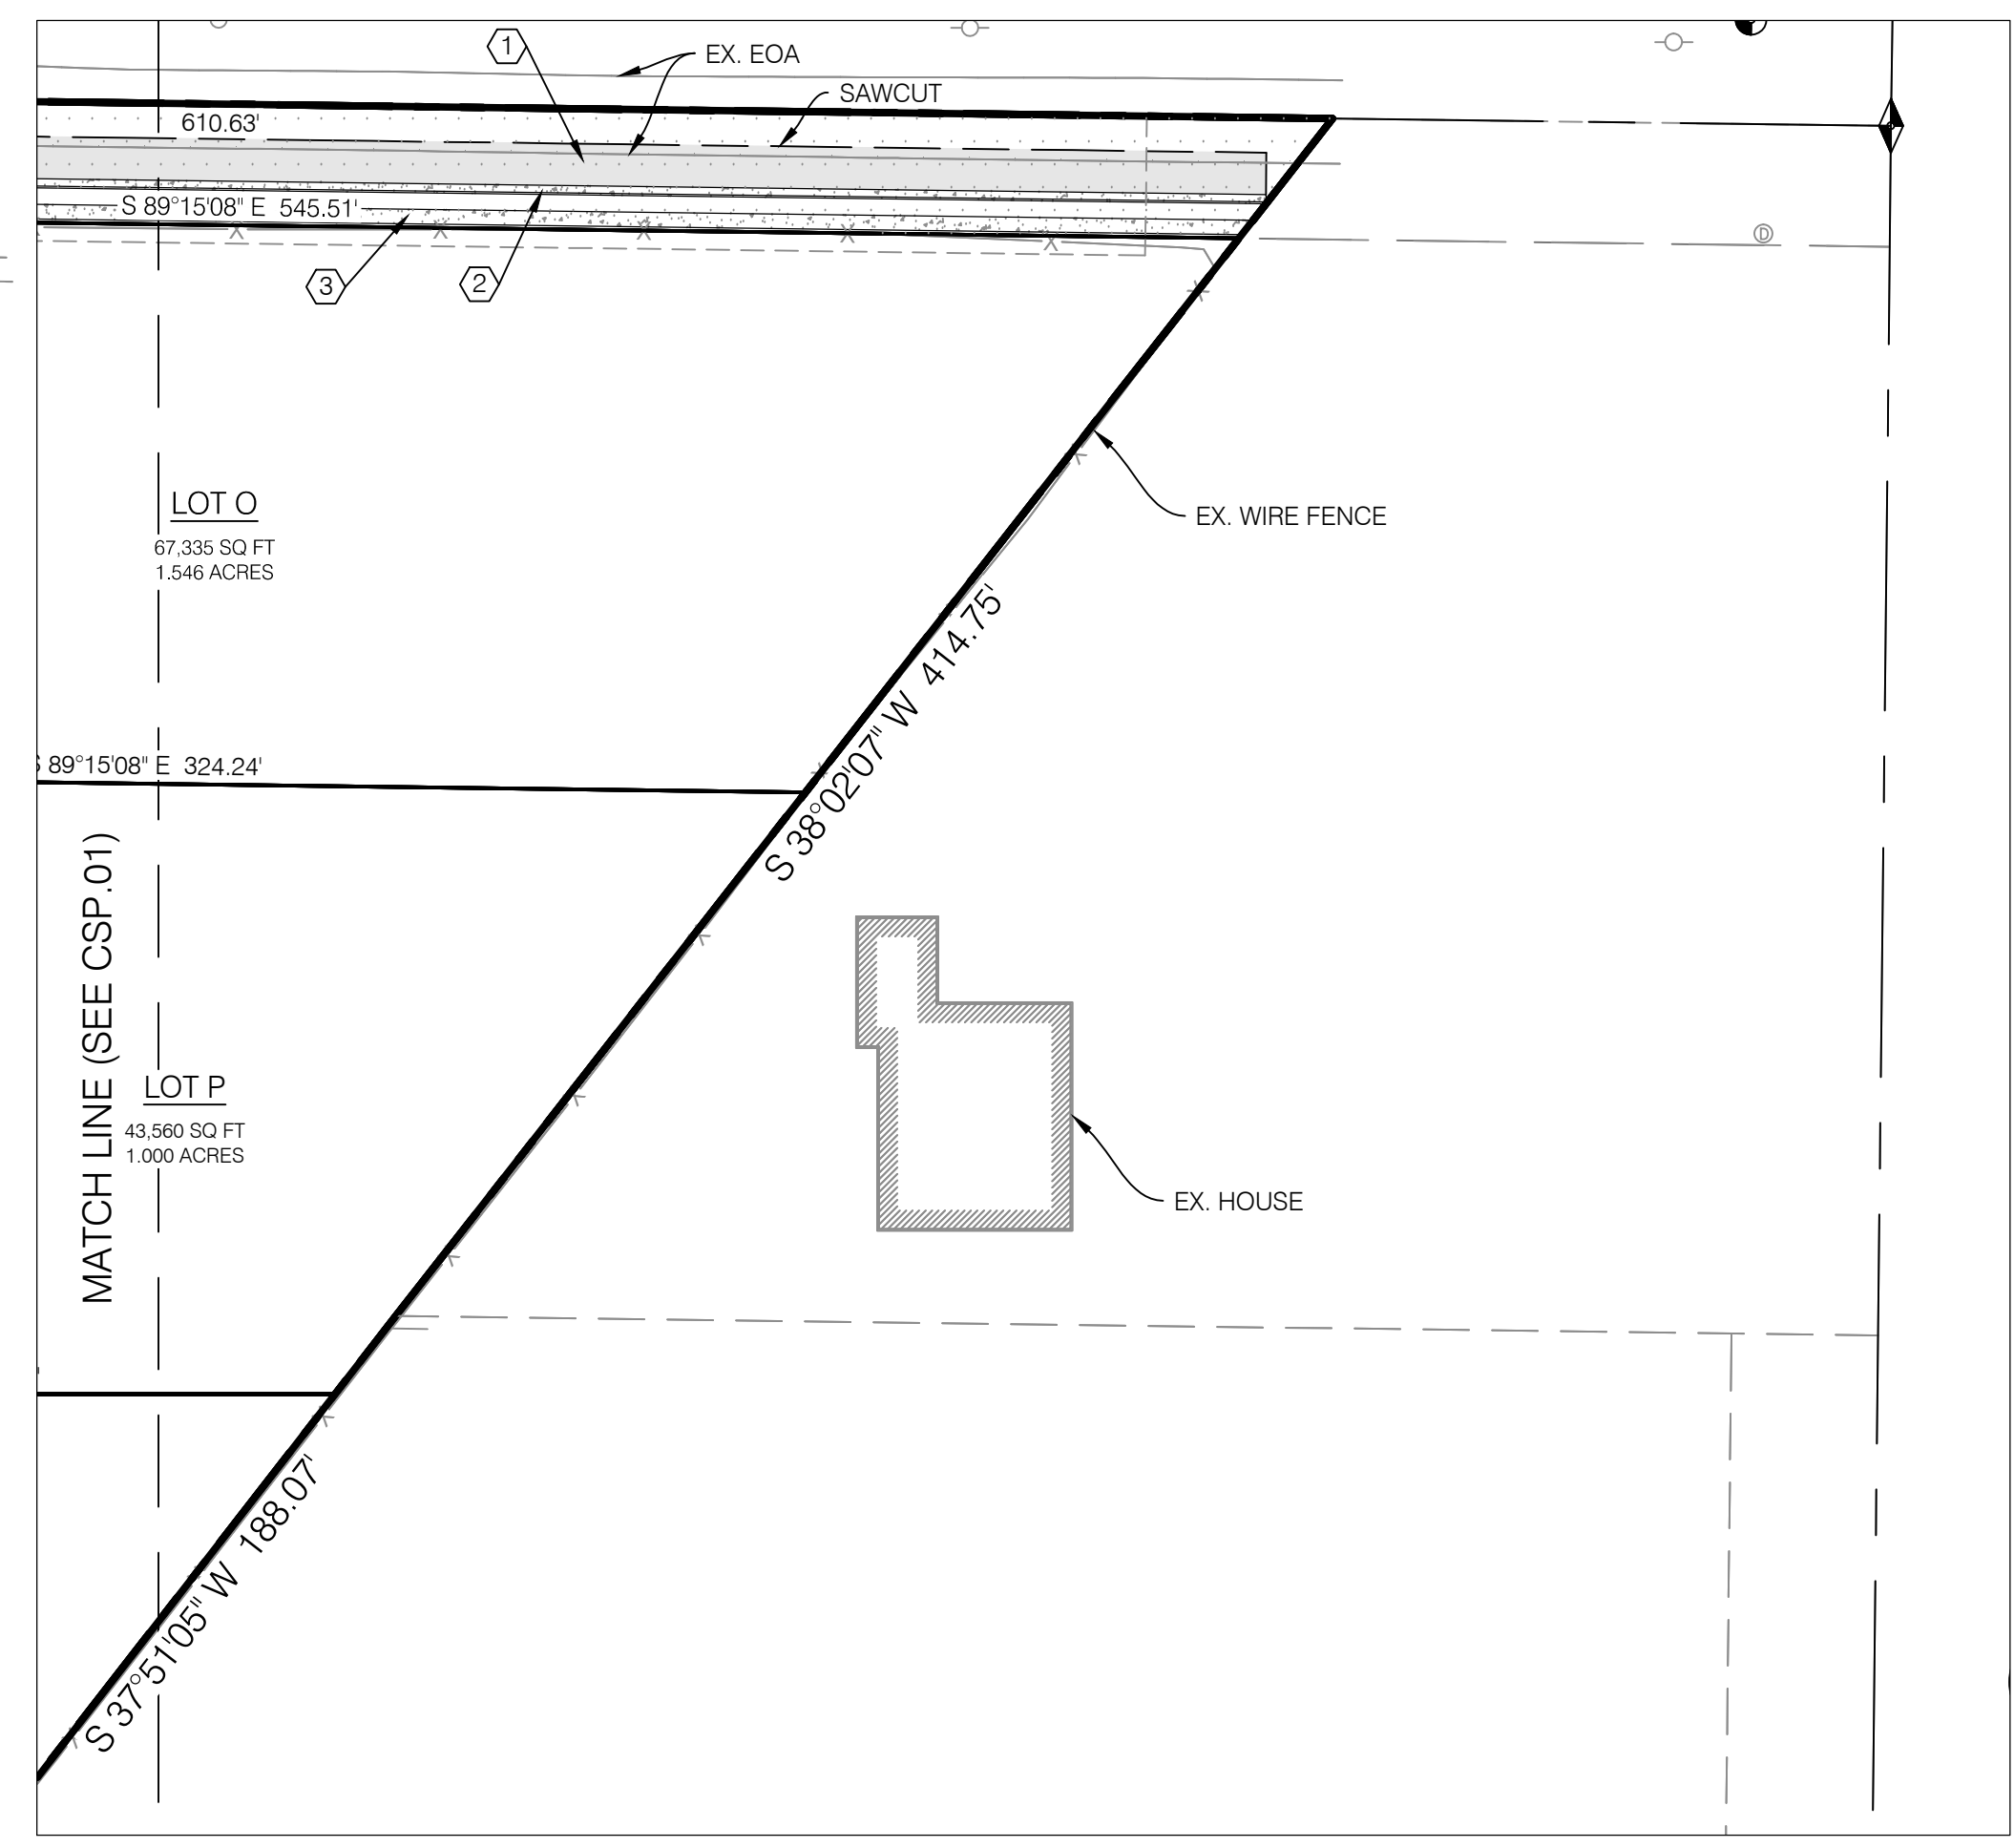 1
EX. EOA
SAWCUT
610.63'
S 89°15'08" E 545.51'
D
3
2
EX. WIRE FENCE
LOT O
67,335 SQ FT
1.546 ACRES
S 38°02'07" W 414.75'
S 89°15'08" E 324.24'
MATCH LINE (SEE CSP.01)
LOT P
43,560 SQ FT
1.000 ACRES
EX. HOUSE
S 37°51'05" W 188.07'